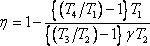 η = 1 - {(T₄/T₁) - 1} T₁ / {(T₃/T₂) - 1} γ T₂